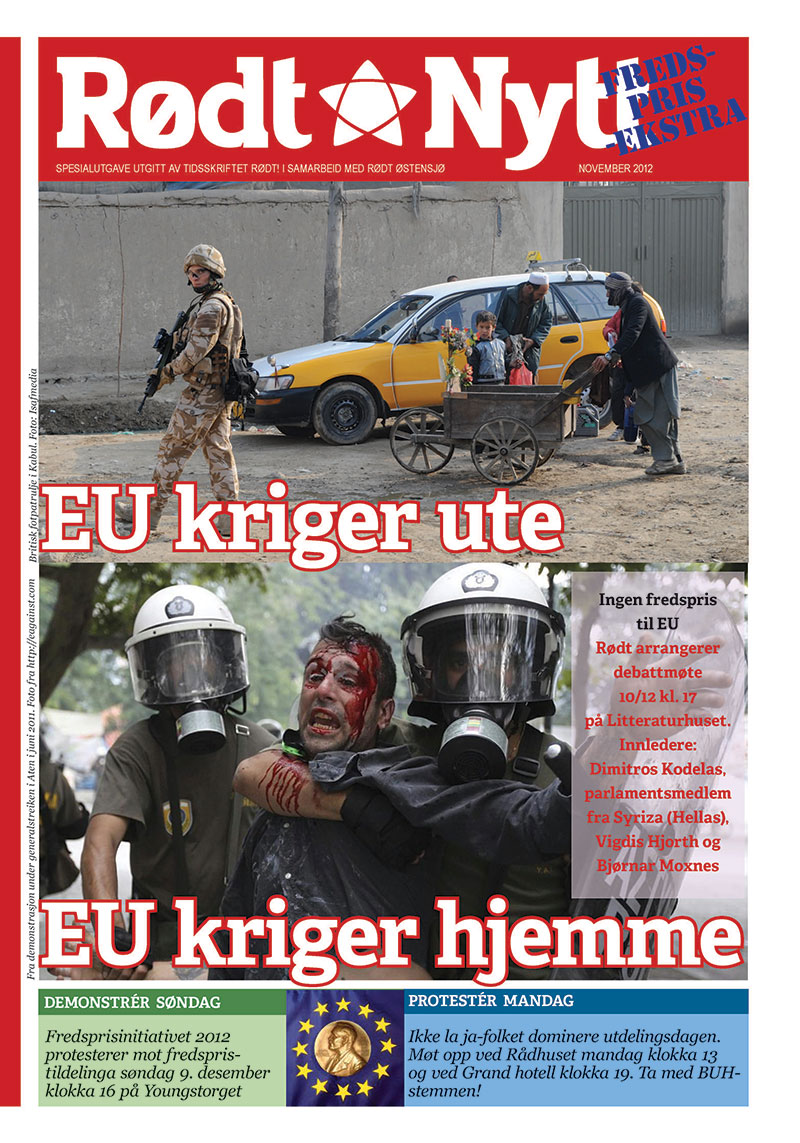 Rødt Nytt
FREDS-
PRIS
-EKSTRA
SPESIALUTGAVE UTGITT AV TIDSSKRIFTET RØDT! I SAMARBEID MED RØDT ØSTENSJØ
NOVEMBER 2012
Britisk fotpatrulje i Kabul. Foto: Isafmedia
EU kriger ute
Fra demonstrasjon under generalstreiken i Aten i juni 2011. Foto fra http://eagainst.com
Ingen fredspris
til EU
Rødt arrangerer
debattmøte
10/12 kl. 17
på Litteraturhuset.
Innledere:
Dimitros Kodelas,
parlamentsmedlem
fra Syriza (Hellas),
Vigdis Hjorth og
Bjørnar Moxnes
EU kriger hjemme
DEMONSTRÉR SØNDAG
Fredsprisinitiativet 2012
protesterer mot fredspris-
tildelinga søndag 9. desember
klokka 16 på Youngstorget
PROTESTÉR MANDAG
Ikke la ja-folket dominere utdelingsdagen.
Møt opp ved Rådhuset mandag klokka 13
og ved Grand hotell klokka 19. Ta med BUH-
stemmen!